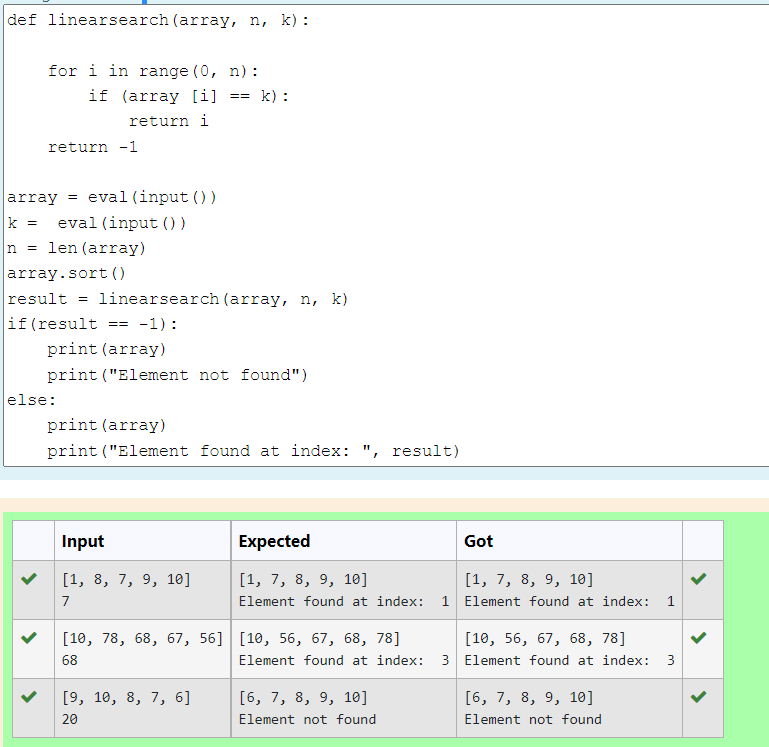 def linearsearch(array, n, k):
    for i in range(0, n):
        if (array [i] == k):
            return i
    return -1
array = eval(input())
k =  eval(input())
n = len(array)
array.sort()
result = linearsearch(array, n, k)
if(result == -1):
    print(array)
    print("Element not found")
else:
    print(array)
    print("Element found at index: ", result)
Input Expected Got
[1, 8, 7, 9, 10] [1, 7, 8, 9, 10] [1, 7, 8, 9, 10]
7 Element found at index:  1 Element found at index:  1
[10, 78, 68, 67, 56] [10, 56, 67, 68, 78] [10, 56, 67, 68, 78]
68 Element found at index:  3 Element found at index:  3
[9, 10, 8, 7, 6] [6, 7, 8, 9, 10] [6, 7, 8, 9, 10]
20 Element not found Element not found